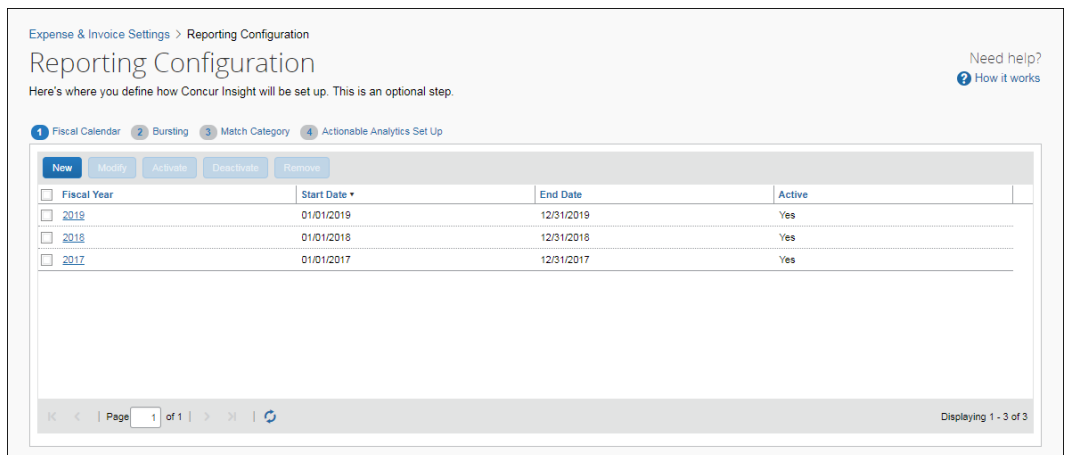 Expense & Invoice Settings > Reporting Configuration
Reporting Configuration
Need help?
? How it works
Here's where you define how Concur Insight will be set up. This is an optional step.
1 Fiscal Calendar 2 Bursting 3 Match Category 4 Actionable Analytics Set Up
New Modify Activate Deactivate Remove
Fiscal Year Start Date End Date Active
2019 01/01/2019 12/31/2019 Yes
2018 01/01/2018 12/31/2018 Yes
2017 01/01/2017 12/31/2017 Yes
Page 1 of 1 Displaying 1 - 3 of 3